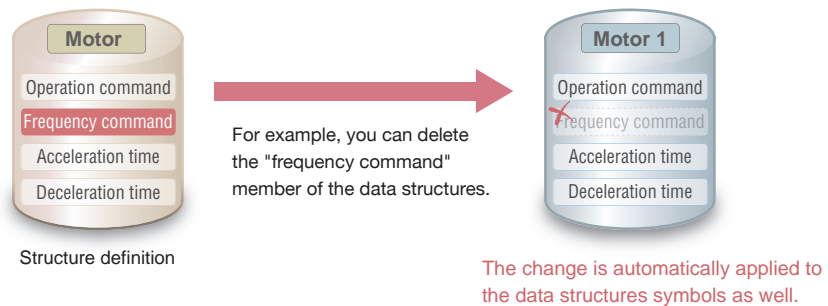 Motor
Operation command
Frequency command
Acceleration time
Deceleration time
Structure definition
For example, you can delete
the "frequency command"
member of the data structures.
Motor 1
Operation command
Frequency command
Acceleration time
Deceleration time
The change is automatically applied to
the data structures symbols as well.